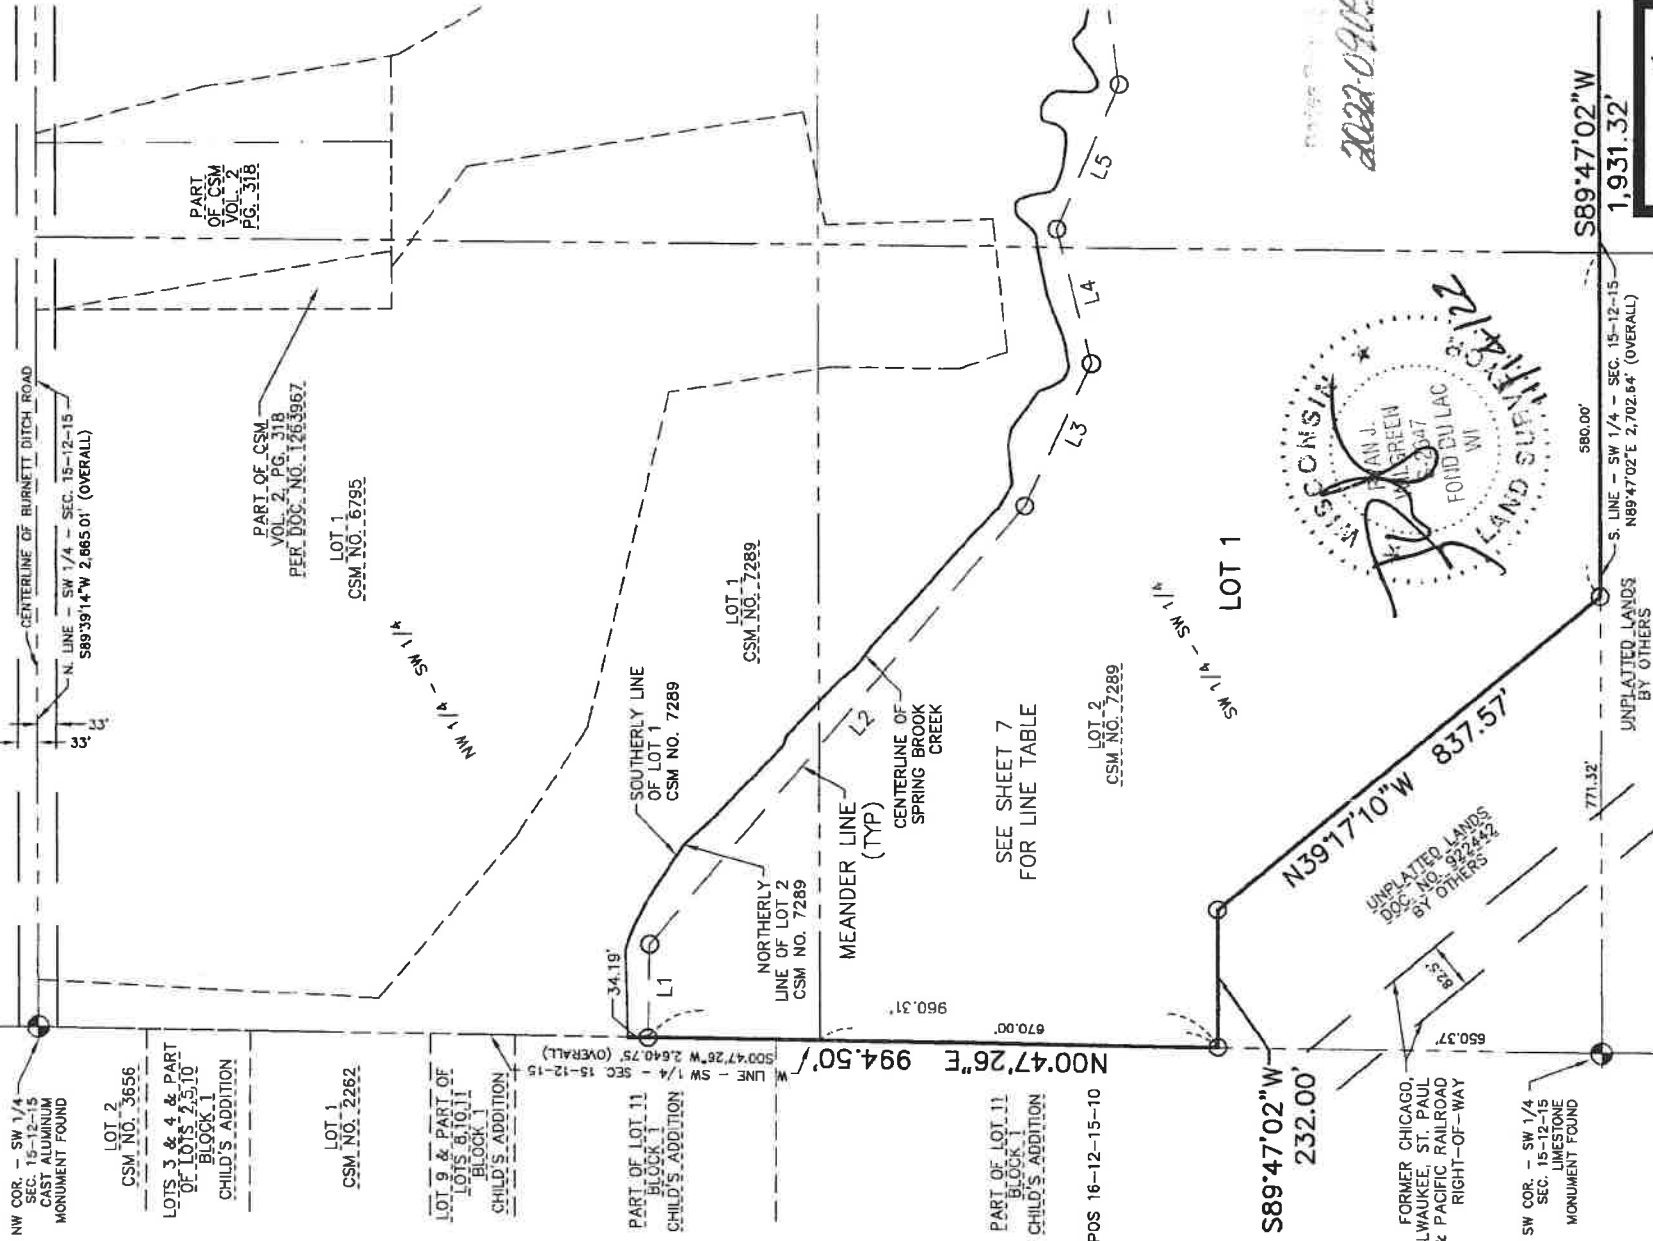 NW COR. - SW 1/4
SEC. 15-12-15
CAST ALUMINUM
MONUMENT FOUND
CENTERLINE OF BURNETT DITCH ROAD
N. LINE - SW 1/4 - SEC. 15-12-15
S89°39'14"W 2,665.01' (OVERALL)
33'
33'
PART
OF CSM
VOL. 2
PG. 318
PART OF CSM
VOL. 2, PG. 318
PER DOC. NO. 1263967
LOT 1
CSM NO. 6795
NW 1/4 - SW 1/4
LOT 2
CSM NO. 3656
LOTS 3 & 4 & PART
OF LOTS 2,5,10
BLOCK 1
CHILD'S ADDITION
LOT 1
CSM NO. 2262
LOT 9 & PART OF
LOTS 8,10,11
BLOCK 1
CHILD'S ADDITION
LOT 1
CSM NO. 7289
SOUTHERLY LINE
OF LOT 1
CSM NO. 7289
34.19'
L1
NORTHERLY
LINE OF LOT 2
CSM NO. 7289
L2
L3
L4
L5
MEANDER LINE
(TYP)
CENTERLINE OF
SPRING BROOK
CREEK
W LINE - SW 1/4 - SEC 15-12-15
S00°47'26"W 2,640.75' (OVERALL)
PART OF LOT 11
BLOCK 1
CHILD'S ADDITION
N00°47'26"E 994.50'
960.31'
670.00'
SEE SHEET 7
FOR LINE TABLE
LOT 2
CSM NO. 7289
SW 1/4 - SW 1/4
LOT 1
PART OF LOT 11
BLOCK 1
CHILD'S ADDITION
POS 16-12-15-10
S89°47'02"W
232.00'
N39°17'10"W 837.57'
UNPLATTED LANDS
DOC. NO. 922442
BY OTHERS
82.5'
650.37'
771.32'
580.00'
FORMER CHICAGO,
LWAUKEE, ST. PAUL
& PACIFIC RAILROAD
RIGHT-OF-WAY
SW COR. - SW 1/4
SEC. 15-12-15
LIMESTONE
MONUMENT FOUND
UNPLATTED LANDS
BY OTHERS
S. LINE - SW 1/4 - SEC. 15-12-15
N89°47'02"E 2,702.64' (OVERALL)
S89°47'02"W
1,931.32'
WISCONSIN
FOND DU LAC
WI
LAND SURVEYO
11/14/22